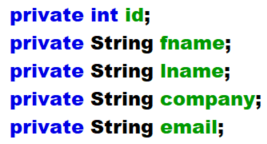 private int id;
private String fname;
private String lname;
private String company;
private String email;